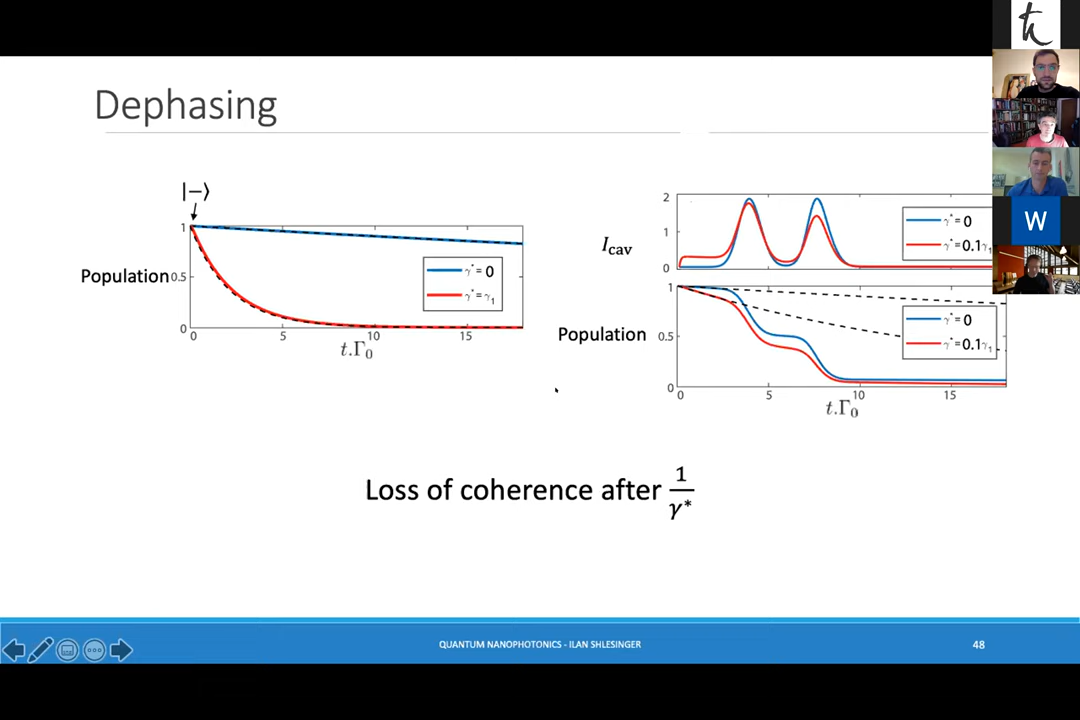 Dephasing
|−⟩
Population
1
0.5
0
0 5 10 15
t.Γ₀
γ* = 0
γ* = γ₁
I_cav
2
1
0
γ* = 0
γ* = 0.1γ₁
Population
1
0.5
0
0 5 10 15
t.Γ₀
γ* = 0
γ* = 0.1γ₁
Loss of coherence after 1/γ*
QUANTUM NANOPHOTONICS - ILAN SHLESINGER
48
W